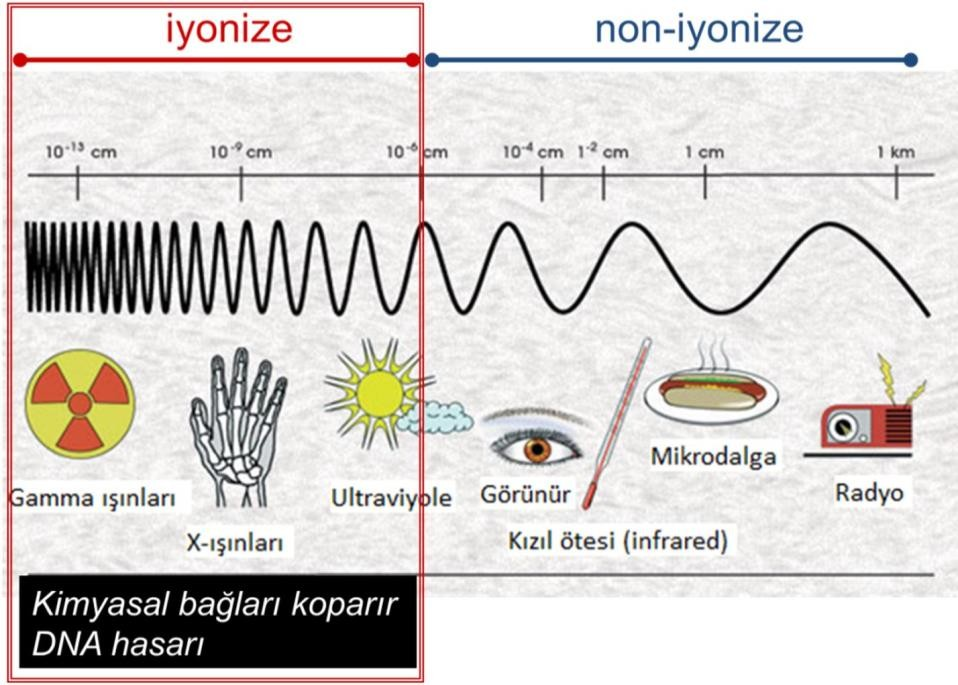 iyonize
non-iyonize
10⁻¹³ cm
10⁻⁹ cm
10⁻⁶ cm
10⁻⁴ cm
1⁻² cm
1 cm
1 km
Gamma ışınları
X-ışınları
Ultraviyole
Görünür
Kızıl ötesi (infrared)
Mikrodalga
Radyo
Kimyasal bağları koparır
DNA hasarı